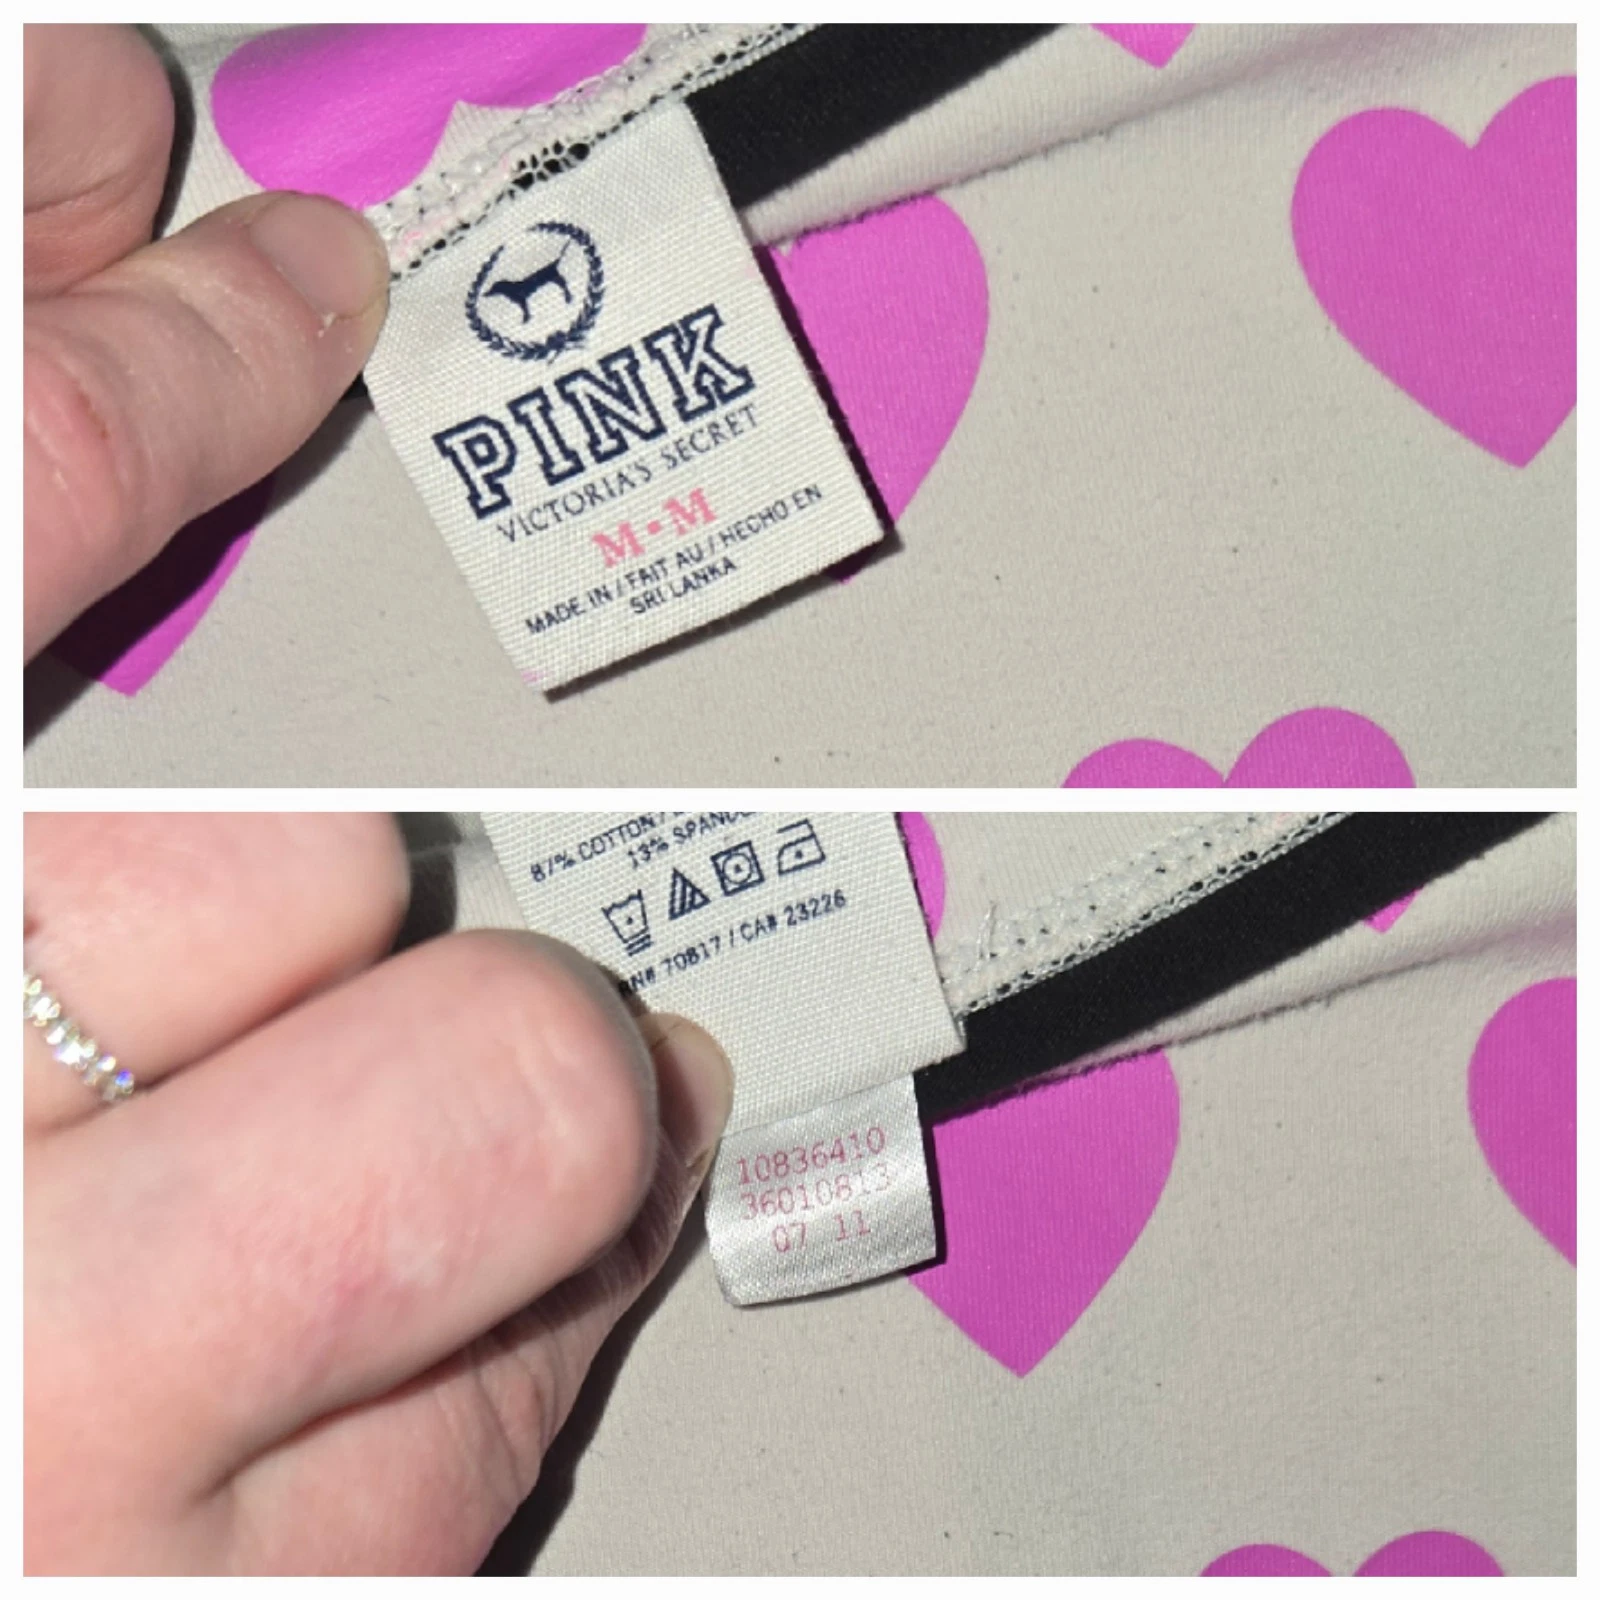 PINK
VICTORIA'S SECRET
M•M
MADE IN / FAIT AU / HECHO EN
SRI LANKA
87% COTTON /
13%
RN# 70817 / CA# 23226
10836410
36010813
07 11